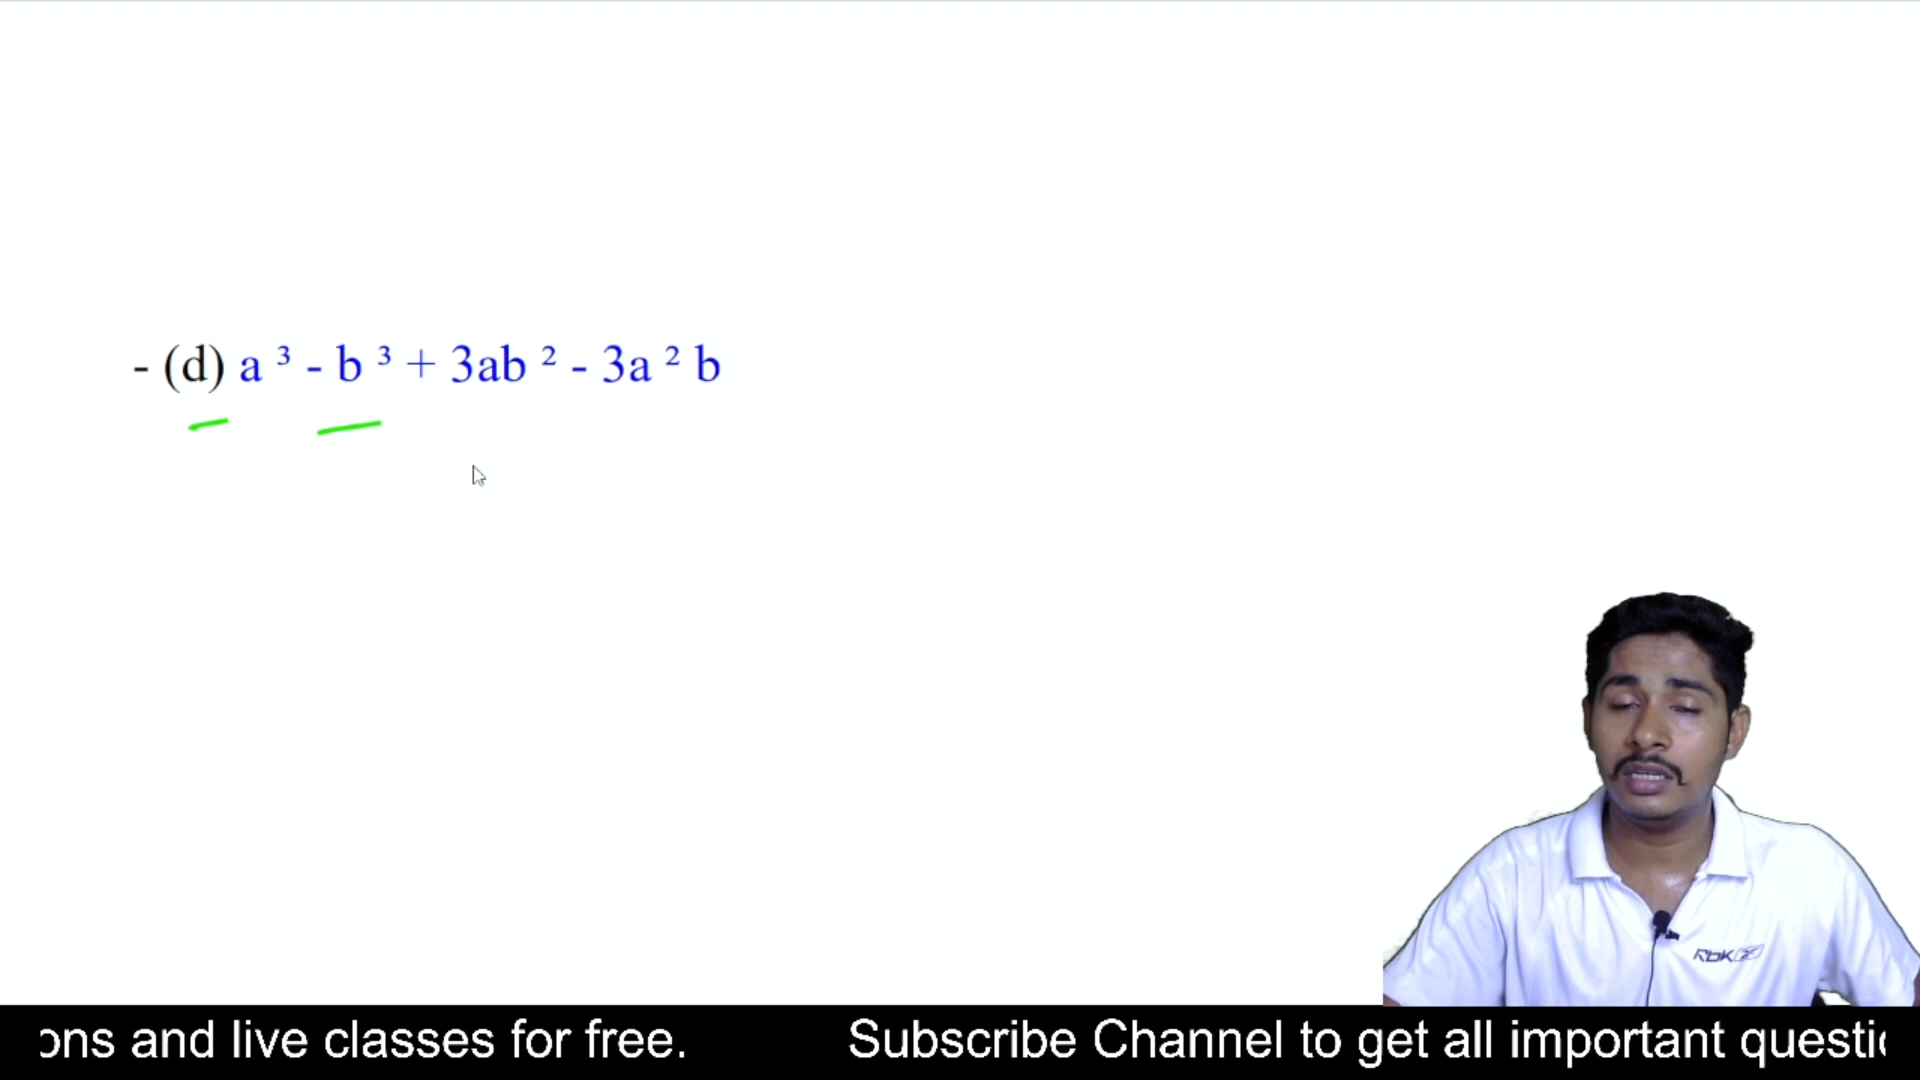 - (d) a ³ - b ³ + 3ab ² - 3a ² b
Rbk
ons and live classes for free. Subscribe Channel to get all important questi